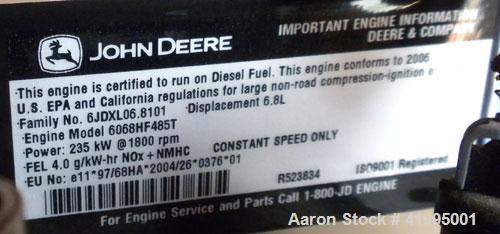 JOHN DEERE
IMPORTANT ENGINE INFORMATION
DEERE & COMPANY
·This engine is certified to run on Diesel Fuel. This engine conforms to 2006
U.S. EPA and California regulations for large non-road compression-ignition e
·Family No. 6JDXL06.8101 Displacement 6.8L
·Engine Model 6068HF485T
·Power: 235 kW @1800 rpm
·FEL 4.0 g/kW-hr NOx + NMHC CONSTANT SPEED ONLY
·EU No: e11*97/68HA*2004/26*0376*01
R523834 ISO9001 Registered
For Engine Service and Parts Call 1-800-JD ENGINE
Aaron Stock # 41995001